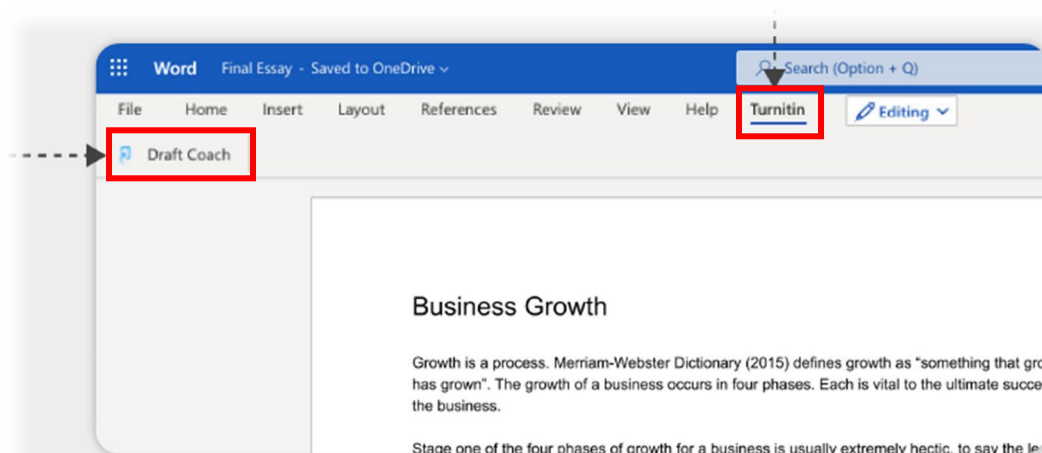 Word Final Essay - Saved to OneDrive
Search (Option + Q)
File Home Insert Layout References Review View Help Turnitin Editing
Draft Coach
Business Growth
Growth is a process. Merriam-Webster Dictionary (2015) defines growth as “something that
has grown”. The growth of a business occurs in four phases. Each is vital to the ultimate
the business.
Stage one of the four phases of growth for a business is usually extremely hectic, to say the